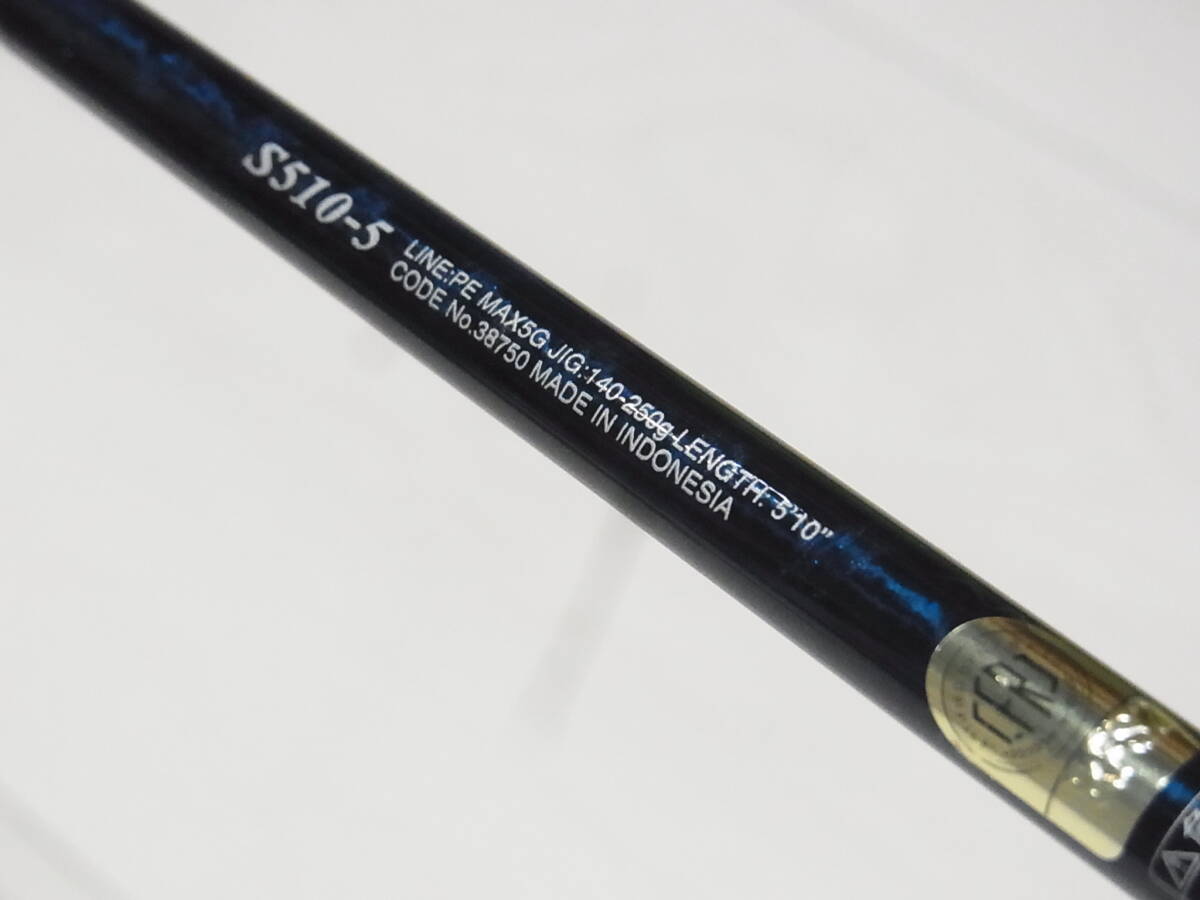 S510-5
LINE:PE MAX5G JIG:140-250g LENGTH: 5'10"
CODE No.38750 MADE IN INDONESIA